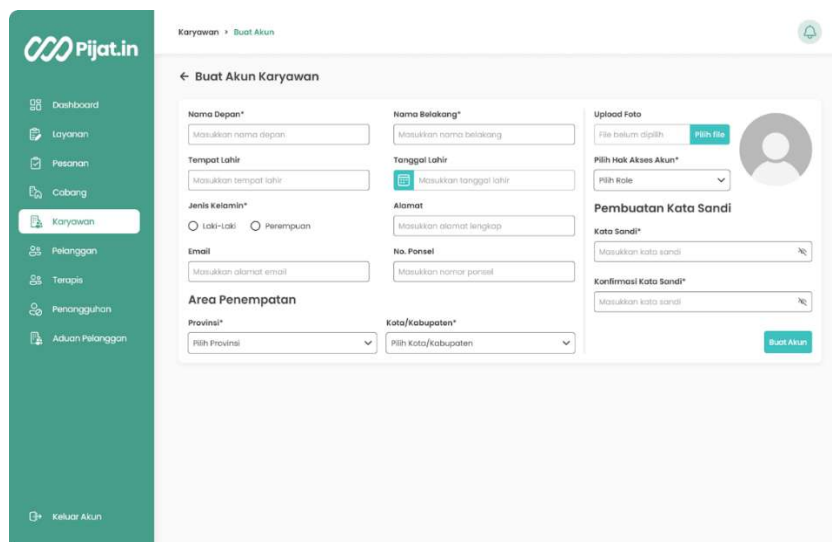 Pijat.in
Dashboard
Layanan
Pesanan
Cabang
Karyawan
Pelanggan
Terapis
Penangguhan
Aduan Pelanggan
Keluar Akun
Karyawan > Buat Akun
← Buat Akun Karyawan
Nama Depan*
Masukkan nama depan
Nama Belakang*
Masukkan nama belakang
Tempat Lahir
Masukkan tempat lahir
Tanggal Lahir
Masukkan tanggal lahir
Jenis Kelamin*
Laki-Laki Perempuan
Alamat
Masukkan alamat lengkap
Email
Masukkan alamat email
No. Ponsel
Masukkan nomor ponsel
Area Penempatan
Provinsi*
Pilih Provinsi
Kota/Kabupaten*
Pilih Kota/Kabupaten
Upload Foto
File belum dipilih Pilih file
Pilih Hak Akses Akun*
Pilih Role
Pembuatan Kata Sandi
Kata Sandi*
Masukkan kata sandi
Konfirmasi Kata Sandi*
Masukkan kata sandi
Buat Akun